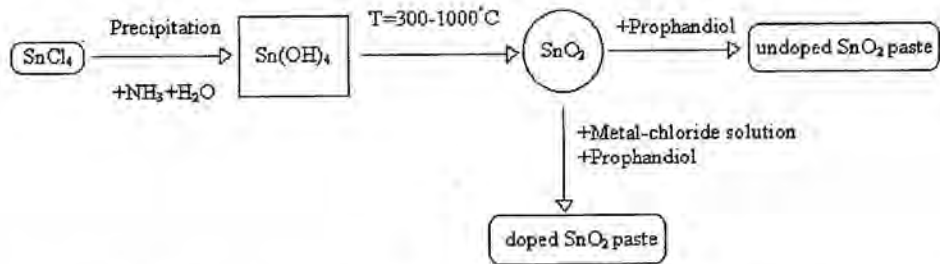 SnCl₄
Precipitation
+NH₃+H₂O
Sn(OH)₄
T=300-1000°C
SnO₂
+Prophandiol
undoped SnO₂ paste
+Metal-chloride solution
+Prophandiol
doped SnO₂ paste